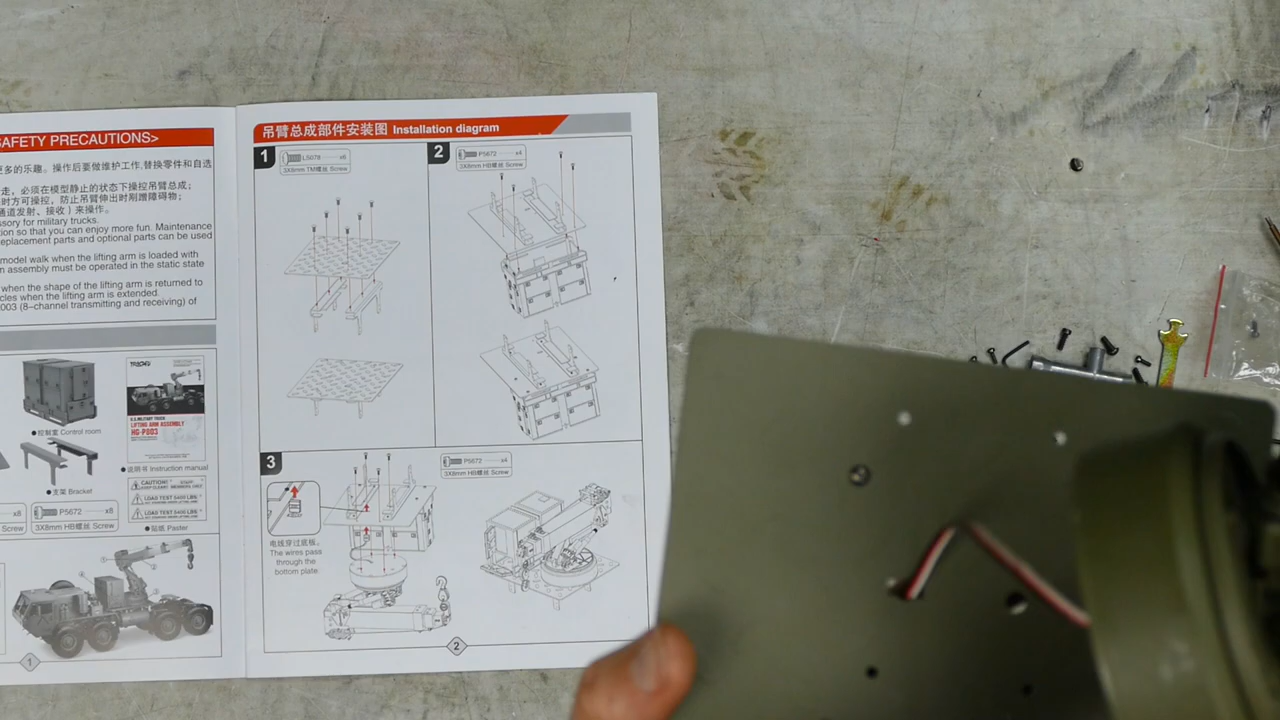 SAFETY PRECAUTIONS>
更多的乐趣。操作后要做维护工作,替换零件和自选
走，必须在模型静止的状态下操控吊臂总成；
时方可操控，防止吊臂伸出时剐蹭障碍物；
通道发射、接收）来操作。
ssory for military trucks.
tion so that you can enjoy more fun. Maintenance
eplacement parts and optional parts can be used
model walk when the lifting arm is loaded with
m assembly must be operated in the static state
when the shape of the lifting arm is returned to
cles when the lifting arm is extended.
003 (8-channel transmitting and receiving) of
控制室 Control room
U.S MILITARY TRUCK
LIFTING ARM ASSEMBLY
HG-P803
说明书 Instruction manual
支架 Bracket
CAUTION!
LOAD TEST 5400 LBS
LOAD TEST 5400 LBS
贴纸 Paster
x8
Screw
P5672 x8
3X8mm HB螺丝 Screw
1
吊臂总成部件安装图 Installation diagram
1
L5078 x6
3X8mm TM螺丝 Screw
2
P5672 x4
3X8mm HB螺丝 Screw
3
P5672 x4
3X8mm HB螺丝 Screw
电线穿过底板。
The wires pass
through the
bottom plate
2